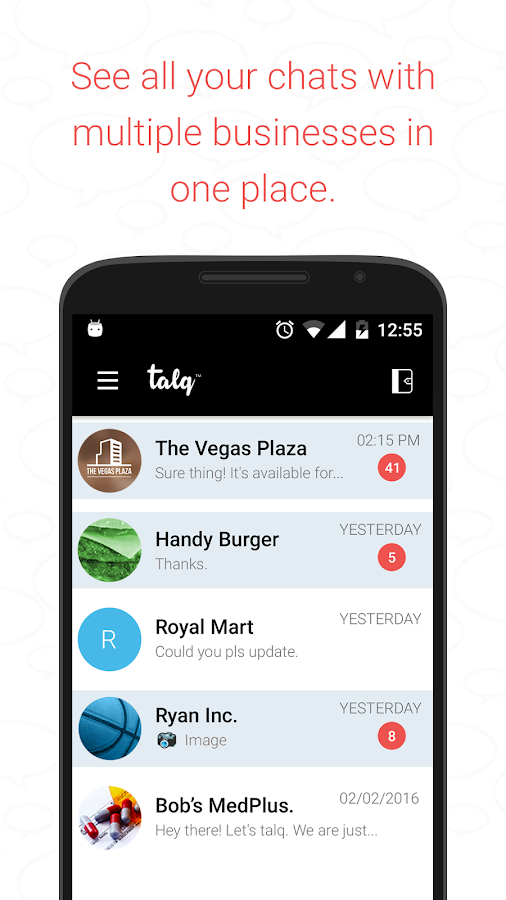 See all your chats with
multiple businesses in
one place.
12:55
talq™
THE VEGAS PLAZA
The Vegas Plaza
02:15 PM
Sure thing! It's available for...
41
Handy Burger
YESTERDAY
Thanks.
5
R
Royal Mart
YESTERDAY
Could you pls update.
Ryan Inc.
YESTERDAY
Image
8
Bob's MedPlus.
02/02/2016
Hey there! Let's talq. We are just...